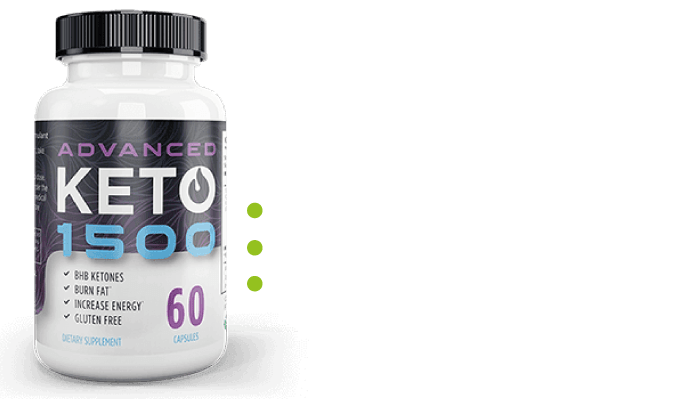 ADVANCED
KETO
1500
BHB KETONES
BURN FAT*
INCREASE ENERGY*
GLUTEN FREE
60
CAPSULES
DIETARY SUPPLEMENT